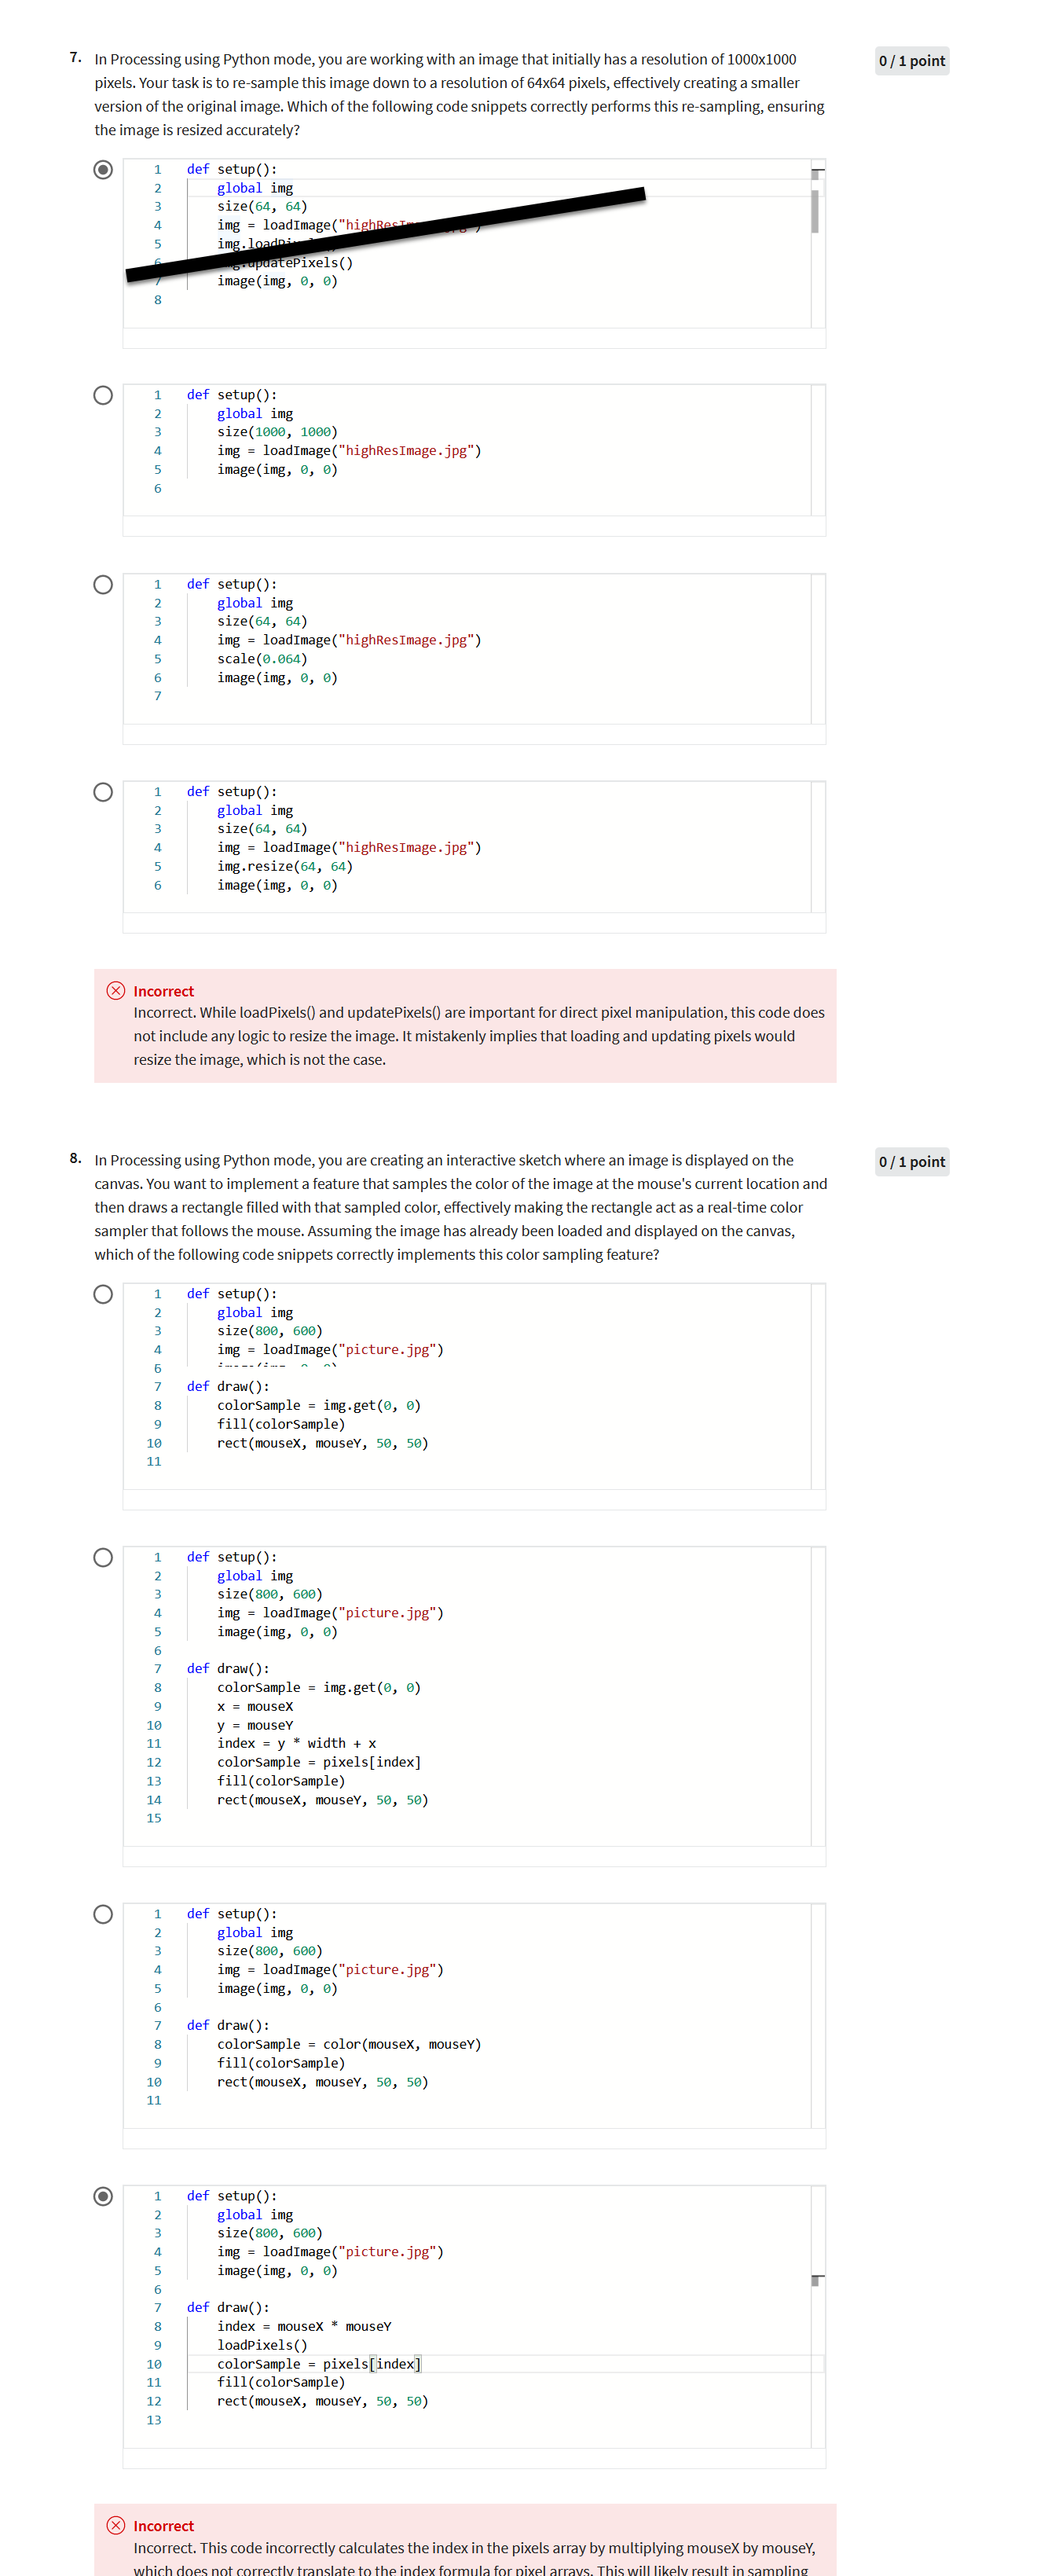 7. In Processing using Python mode, you are working with an image that initially has a resolution of 1000x1000
0 / 1 point
pixels. Your task is to re-sample this image down to a resolution of 64x64 pixels, effectively creating a smaller
version of the original image. Which of the following code snippets correctly performs this re-sampling, ensuring
the image is resized accurately?
1 def setup():
2 global img
3 size(64, 64)
4 img = loadImage("highRes
5
updatePixels()
7 image(img, 0, 0)
8
1 def setup():
2 global img
3 size(1000, 1000)
4 img = loadImage("highResImage.jpg")
5 image(img, 0, 0)
6
1 def setup():
2 global img
3 size(64, 64)
4 img = loadImage("highResImage.jpg")
5 scale(0.064)
6 image(img, 0, 0)
7
1 def setup():
2 global img
3 size(64, 64)
4 img = loadImage("highResImage.jpg")
5 img.resize(64, 64)
6 image(img, 0, 0)
Incorrect
Incorrect. While loadPixels() and updatePixels() are important for direct pixel manipulation, this code does
not include any logic to resize the image. It mistakenly implies that loading and updating pixels would
resize the image, which is not the case.
8. In Processing using Python mode, you are creating an interactive sketch where an image is displayed on the
0 / 1 point
canvas. You want to implement a feature that samples the color of the image at the mouse's current location and
then draws a rectangle filled with that sampled color, effectively making the rectangle act as a real-time color
sampler that follows the mouse. Assuming the image has already been loaded and displayed on the canvas,
which of the following code snippets correctly implements this color sampling feature?
1 def setup():
2 global img
3 size(800, 600)
4 img = loadImage("picture.jpg")
6
7 def draw():
8 colorSample = img.get(0, 0)
9 fill(colorSample)
10 rect(mouseX, mouseY, 50, 50)
11
1 def setup():
2 global img
3 size(800, 600)
4 img = loadImage("picture.jpg")
5 image(img, 0, 0)
6
7 def draw():
8 colorSample = img.get(0, 0)
9 x = mouseX
10 y = mouseY
11 index = y * width + x
12 colorSample = pixels[index]
13 fill(colorSample)
14 rect(mouseX, mouseY, 50, 50)
15
1 def setup():
2 global img
3 size(800, 600)
4 img = loadImage("picture.jpg")
5 image(img, 0, 0)
6
7 def draw():
8 colorSample = color(mouseX, mouseY)
9 fill(colorSample)
10 rect(mouseX, mouseY, 50, 50)
11
1 def setup():
2 global img
3 size(800, 600)
4 img = loadImage("picture.jpg")
5 image(img, 0, 0)
6
7 def draw():
8 index = mouseX * mouseY
9 loadPixels()
10 colorSample = pixels[index]
11 fill(colorSample)
12 rect(mouseX, mouseY, 50, 50)
13
Incorrect
Incorrect. This code incorrectly calculates the index in the pixels array by multiplying mouseX by mouseY,
which does not correctly translate to the index formula for pixel arrays. This will likely result in sampling